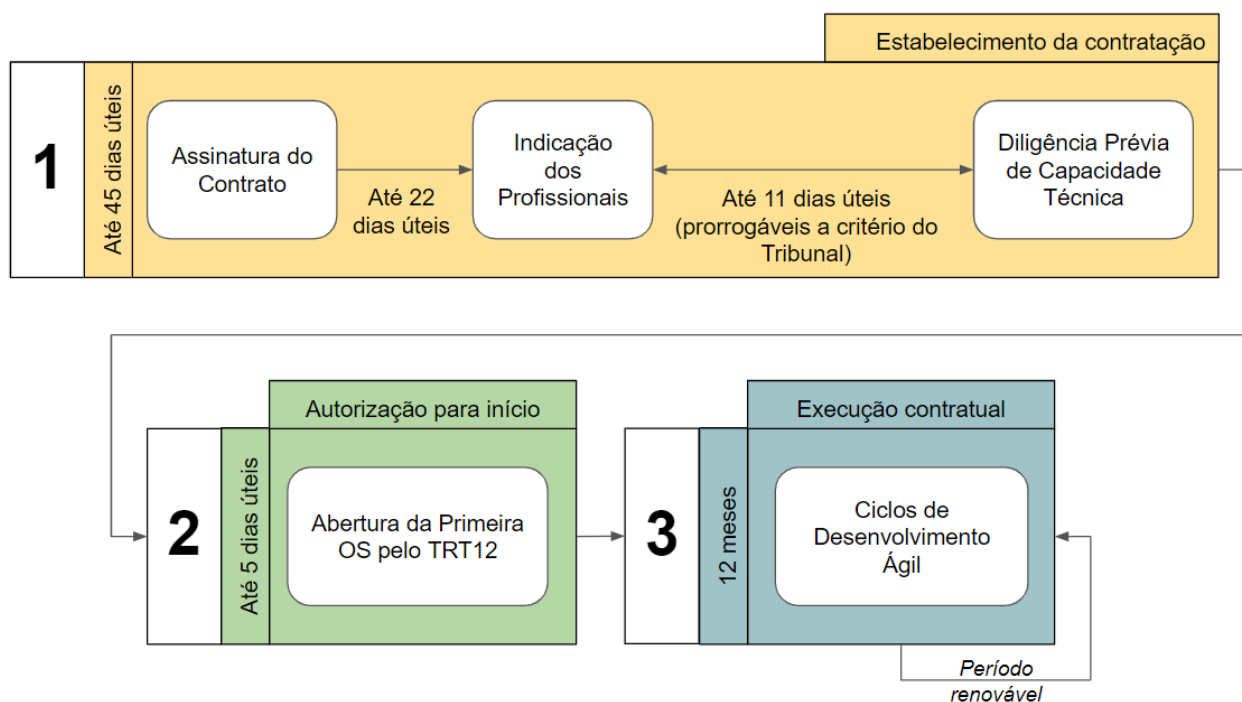 Estabelecimento da contratação
1
Até 45 dias úteis
Assinatura do
Contrato
Até 22
dias úteis
Indicação
dos
Profissionais
Até 11 dias úteis
(prorrogáveis a critério do
Tribunal)
Diligência Prévia
de Capacidade
Técnica
Autorização para início
2
Até 5 dias úteis
Abertura da Primeira
OS pelo TRT12
Execução contratual
3
12 meses
Ciclos de
Desenvolvimento
Ágil
Período
renovável